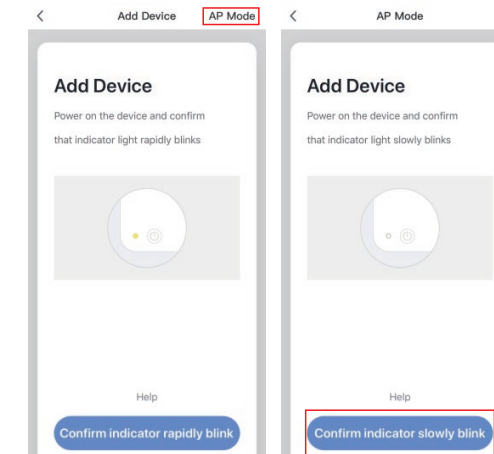 Add Device AP Mode
Add Device
Power on the device and confirm
that indicator light rapidly blinks
Help
Confirm indicator rapidly blink
AP Mode
Add Device
Power on the device and confirm
that indicator light slowly blinks
Help
Confirm indicator slowly blink